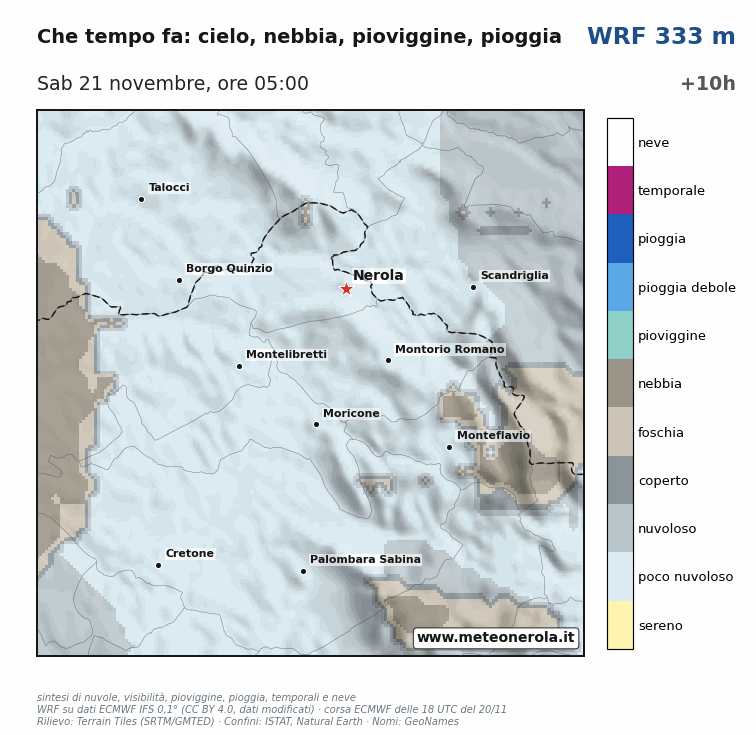 Che tempo fa: cielo, nebbia, pioviggine, pioggia
WRF 333 m
Sab 21 novembre, ore 05:00
+10h
Talocci
Borgo Quinzio
Nerola
Scandriglia
Montelibretti
Montorio Romano
Moricone
Monteflavio
Cretone
Palombara Sabina
www.meteonerola.it
neve
temporale
pioggia
pioggia debole
pioviggine
nebbia
foschia
coperto
nuvoloso
poco nuvoloso
sereno
sintesi di nuvole, visibilità, pioviggine, pioggia, temporali e neve
WRF su dati ECMWF IFS 0,1° (CC BY 4.0, dati modificati) · corsa ECMWF delle 18 UTC del 20/11
Rilievo: Terrain Tiles (SRTM/GMTED) · Confini: ISTAT, Natural Earth · Nomi: GeoNames